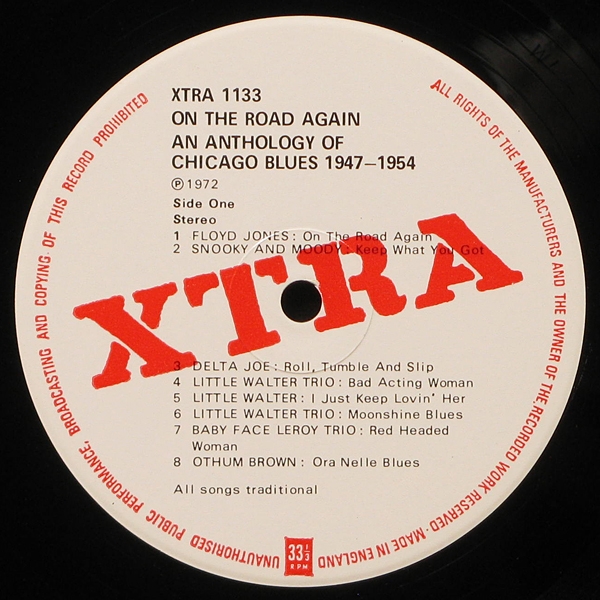 XTRA 1133
ON THE ROAD AGAIN
AN ANTHOLOGY OF
CHICAGO BLUES 1947–1954
Ⓟ 1972
Side One
Stereo
1 FLOYD JONES : On The Road Again
2 SNOOKY AND MOODY : Keep What You Got
XTRA
3 DELTA JOE : Roll, Tumble And Slip
4 LITTLE WALTER TRIO : Bad Acting Woman
5 LITTLE WALTER : I Just Keep Lovin' Her
6 LITTLE WALTER TRIO : Moonshine Blues
7 BABY FACE LEROY TRIO : Red Headed
Woman
8 OTHUM BROWN : Ora Nelle Blues
All songs traditional
33 1/3
RPM
ALL RIGHTS OF THE MANUFACTURERS AND THE OWNER OF THE RECORDED WORK RESERVED · MADE IN ENGLAND
UNAUTHORISED PUBLIC PERFORMANCE, BROADCASTING AND COPYING OF THIS RECORD PROHIBITED